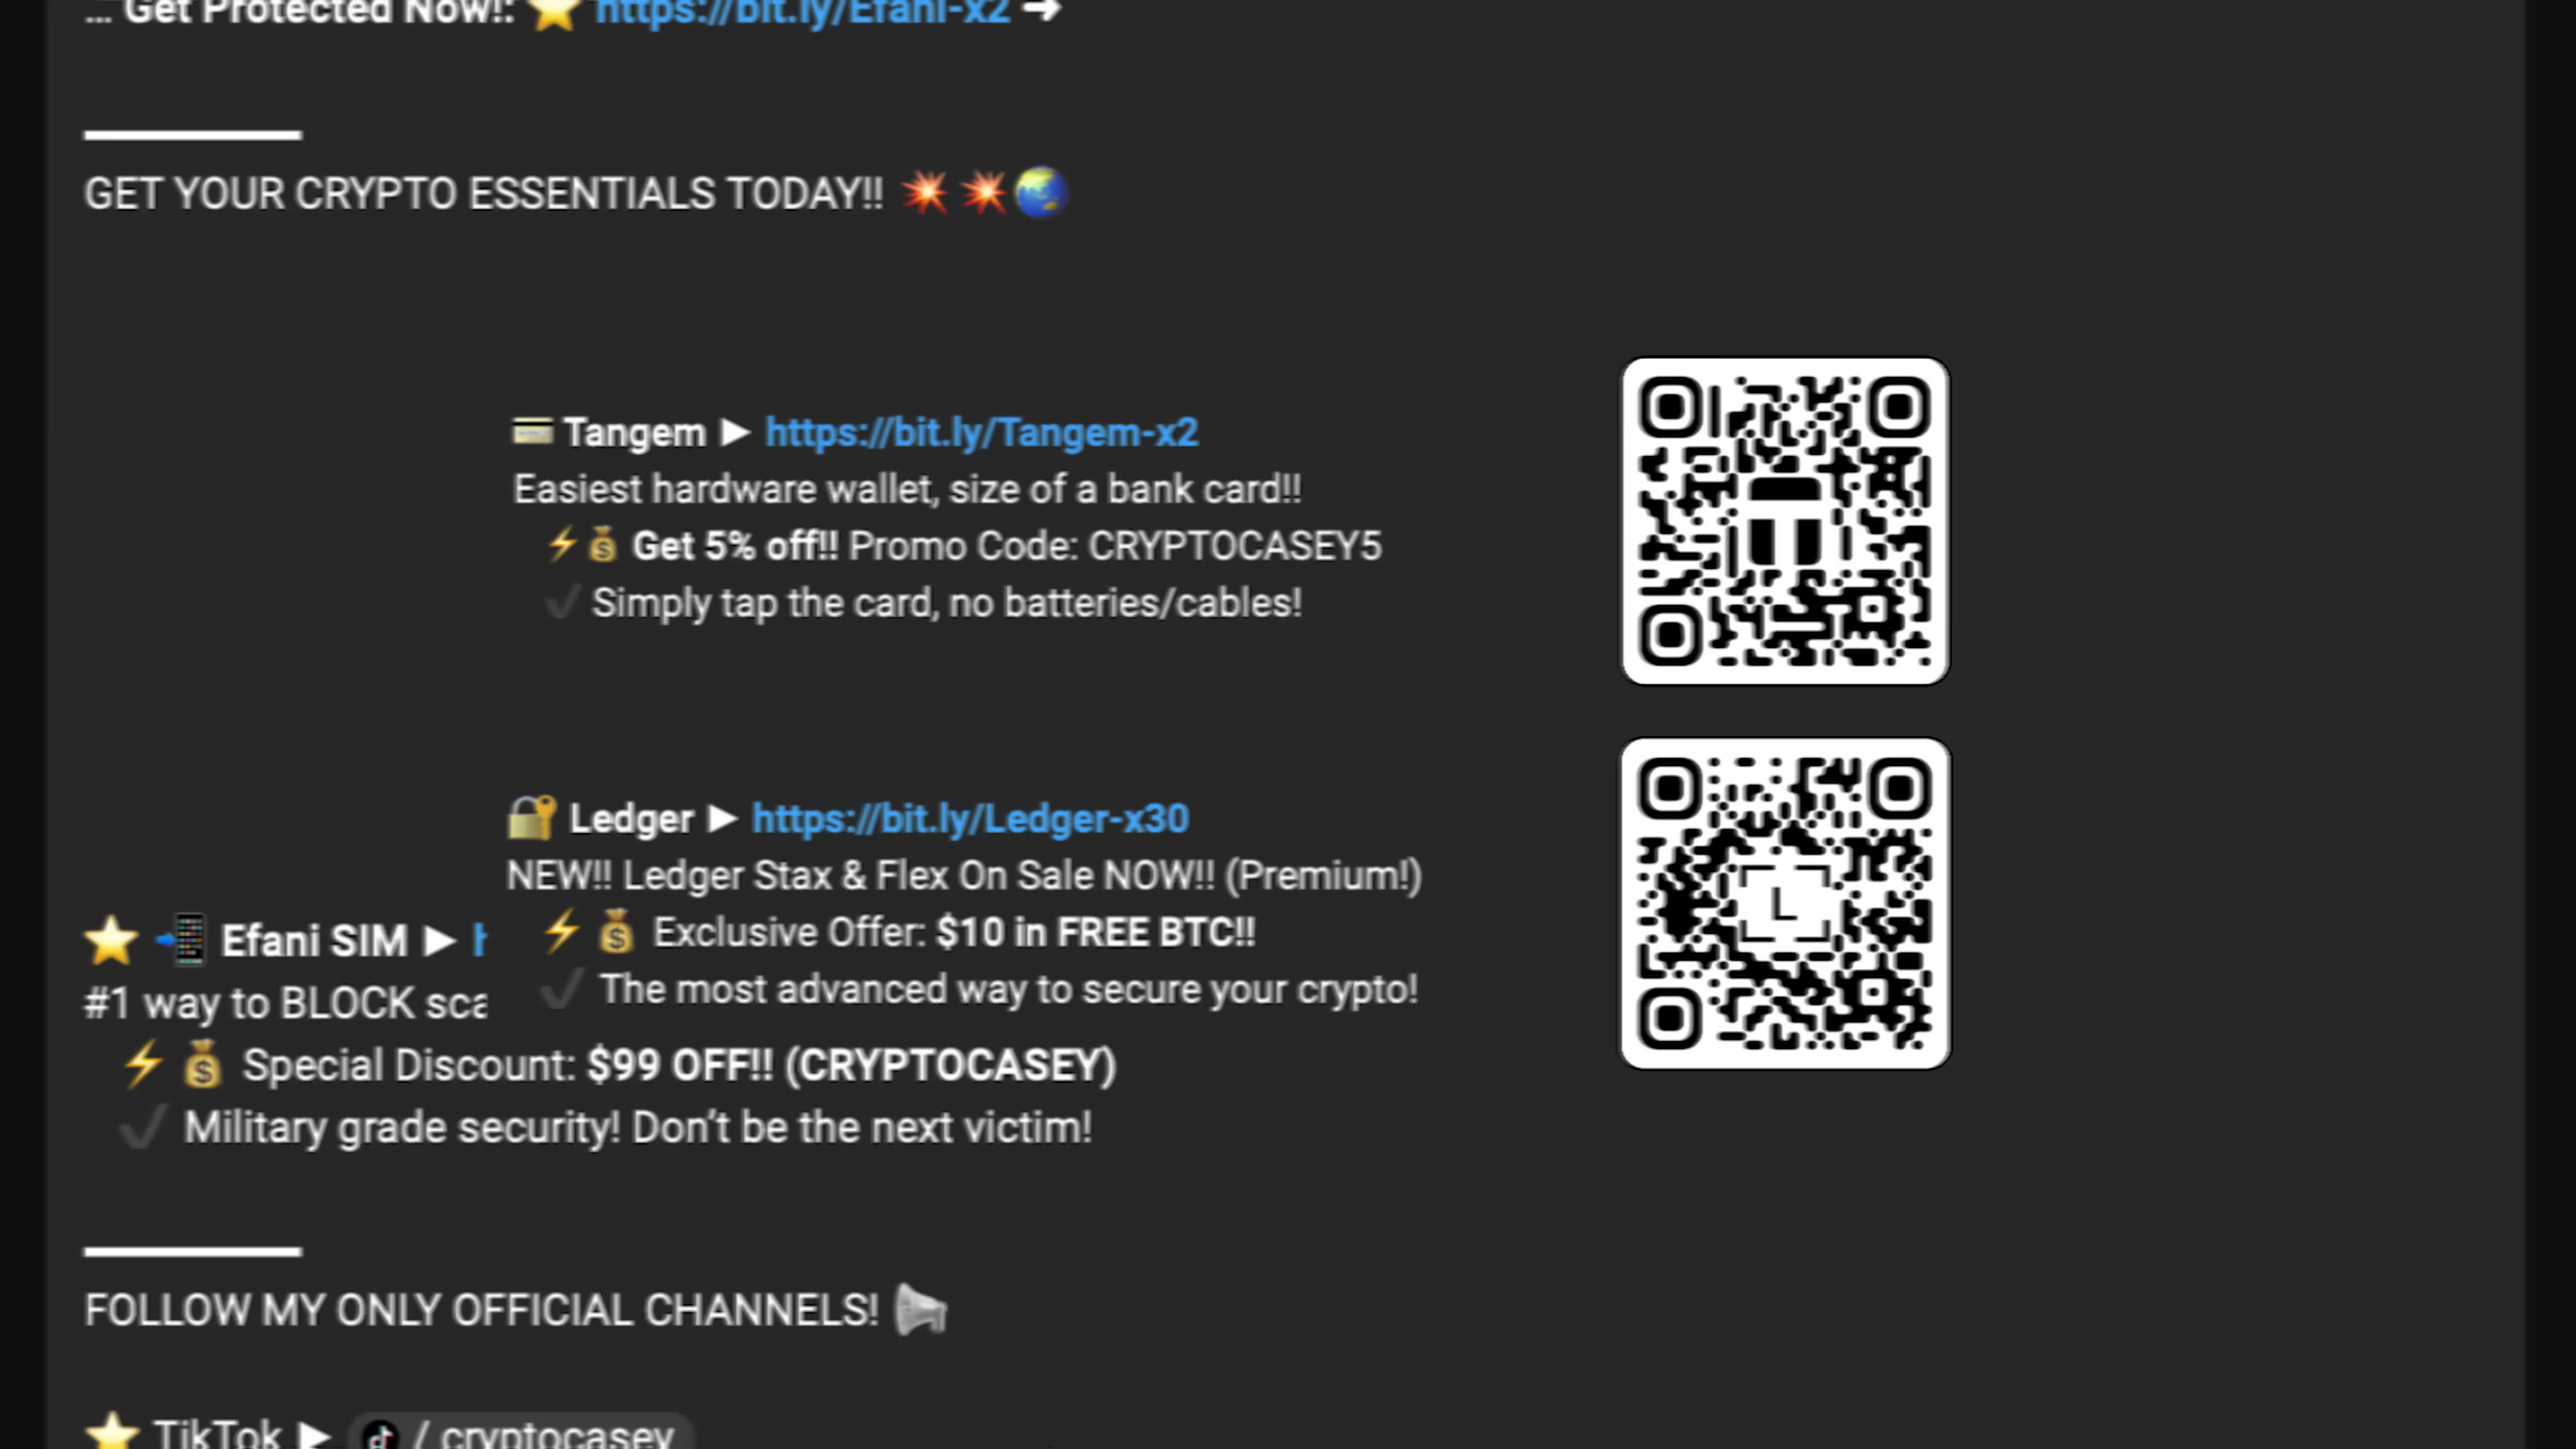 ... Get Protected Now!: ⭐ https://bit.ly/Efani-x2 ➜
GET YOUR CRYPTO ESSENTIALS TODAY!! 💥💥🌏
💳 Tangem ► https://bit.ly/Tangem-x2
Easiest hardware wallet, size of a bank card!!
⚡💰 Get 5% off!! Promo Code: CRYPTOCASEY5
✔ Simply tap the card, no batteries/cables!
🔐 Ledger ► https://bit.ly/Ledger-x30
NEW!! Ledger Stax & Flex On Sale NOW!! (Premium!)
⚡💰 Exclusive Offer: $10 in FREE BTC!!
✔ The most advanced way to secure your crypto!
L
⭐ 📲 Efani SIM ► h
#1 way to BLOCK sca
⚡💰 Special Discount: $99 OFF!! (CRYPTOCASEY)
✔ Military grade security! Don't be the next victim!
FOLLOW MY ONLY OFFICIAL CHANNELS! 📢
⭐ TikTok ► / cryptocasey